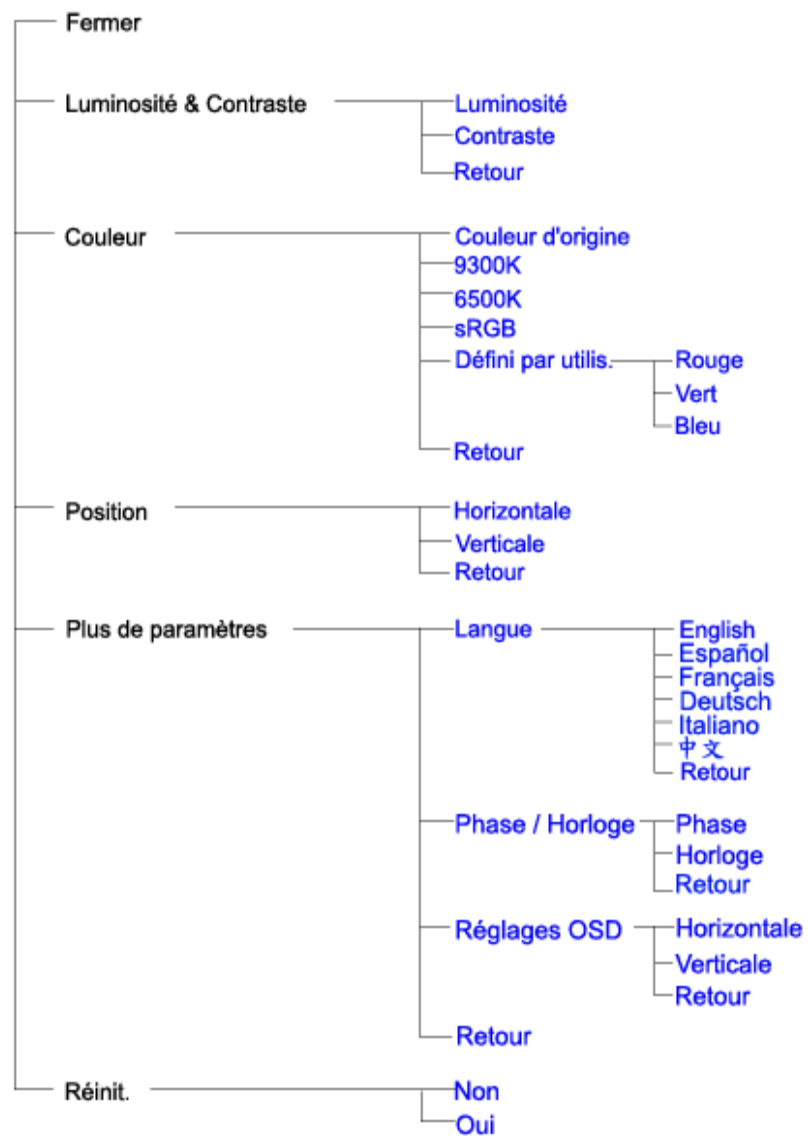 Fermer
Luminosité & Contraste
Luminosité
Contraste
Retour
Couleur
Couleur d'origine
9300K
6500K
sRGB
Défini par utilis.
Rouge
Vert
Bleu
Retour
Position
Horizontale
Verticale
Retour
Plus de paramètres
Langue
English
Español
Français
Deutsch
Italiano
中文
Retour
Phase / Horloge
Phase
Horloge
Retour
Réglages OSD
Horizontale
Verticale
Retour
Retour
Réinit.
Non
Oui